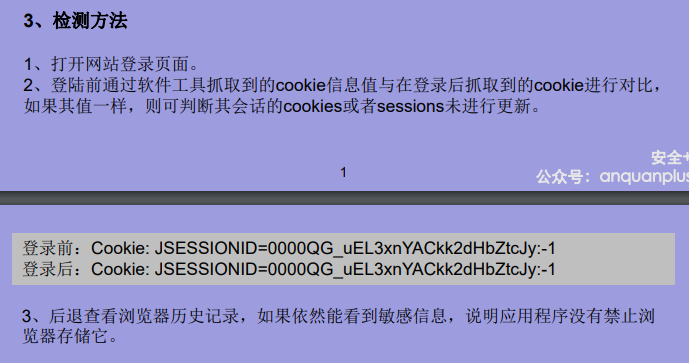 3、检测方法
1、打开网站登录页面。
2、登陆前通过软件工具抓取到的cookie信息值与在登录后抓取到的cookie进行对比，
如果其值一样，则可判断其会话的cookies或者sessions未进行更新。
1
安全+
公众号：anquanplus
登录前：Cookie: JSESSIONID=0000QG_uEL3xnYACkk2dHbZtcJy:-1
登录后：Cookie: JSESSIONID=0000QG_uEL3xnYACkk2dHbZtcJy:-1
3、后退查看浏览器历史记录，如果依然能看到敏感信息，说明应用程序没有禁止浏
览器存储它。